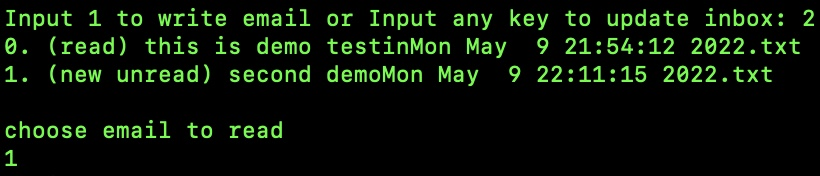 Input 1 to write email or Input any key to update inbox: 2
0. (read) this is demo testinMon May  9 21:54:12 2022.txt
1. (new unread) second demoMon May  9 22:11:15 2022.txt
choose email to read
1